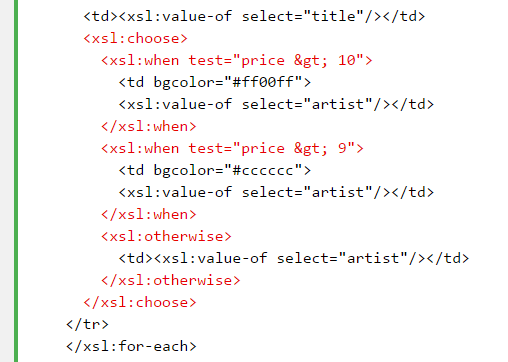 <td><xsl:value-of select="title"/></td>
<xsl:choose>
<xsl:when test="price &gt; 10">
<td bgcolor="#ff00ff">
<xsl:value-of select="artist"/></td>
</xsl:when>
<xsl:when test="price &gt; 9">
<td bgcolor="#cccccc">
<xsl:value-of select="artist"/></td>
</xsl:when>
<xsl:otherwise>
<td><xsl:value-of select="artist"/></td>
</xsl:otherwise>
</xsl:choose>
</tr>
</xsl:for-each>